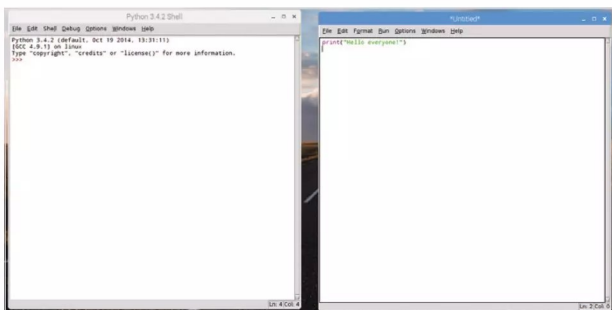 Python 3.4.2 Shell
File Edit Shell Debug Options Windows Help
Python 3.4.2 (default, Oct 19 2014, 13:31:11)
[GCC 4.9.1] on linux
Type "copyright", "credits" or "license()" for more information.
>>>
Ln: 4 Col: 4
*Untitled*
File Edit Format Run Options Windows Help
print("Hello everyone!")
Ln: 2 Col: 0